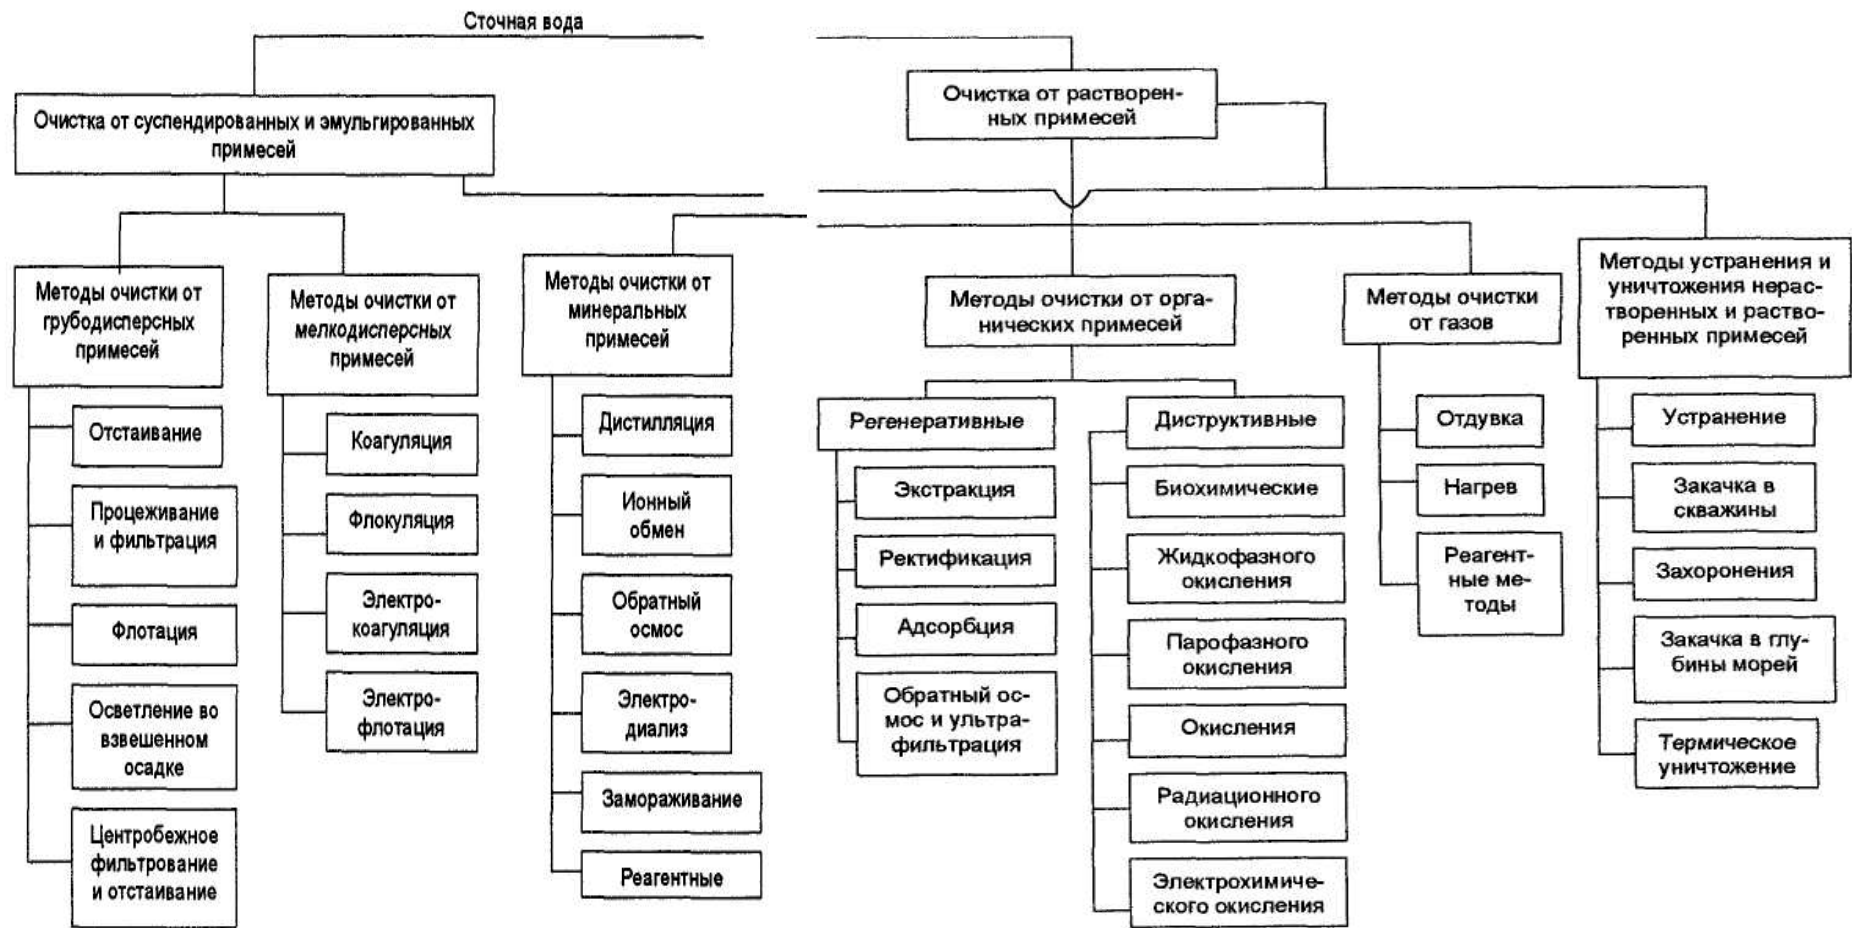 Сточная вода
Очистка от суспендированных и эмульгированных
примесей
Очистка от растворен-
ных примесей
Методы очистки от
грубодисперсных
примесей
Отстаивание
Процеживание
и фильтрация
Флотация
Осветление во
взвешенном
осадке
Центробежное
фильтрование
и отстаивание
Методы очистки от
мелкодисперсных
примесей
Коагуляция
Флокуляция
Электро-
коагуляция
Электро-
флотация
Методы очистки от
минеральных
примесей
Дистилляция
Ионный
обмен
Обратный
осмос
Электро-
диализ
Замораживание
Реагентные
Методы очистки от орга-
нических примесей
Регенеративные
Экстракция
Ректификация
Адсорбция
Обратный ос-
мос и ультра-
фильтрация
Диструктивные
Биохимические
Жидкофазного
окисления
Парофазного
окисления
Окисления
Радиационного
окисления
Электрохимиче-
ского окисления
Методы очистки
от газов
Отдувка
Нагрев
Реагент-
ные ме-
тоды
Методы устранения и
уничтожения нерас-
творенных и раство-
ренных примесей
Устранение
Закачка в
скважины
Захоронения
Закачка в глу-
бины морей
Термическое
уничтожение